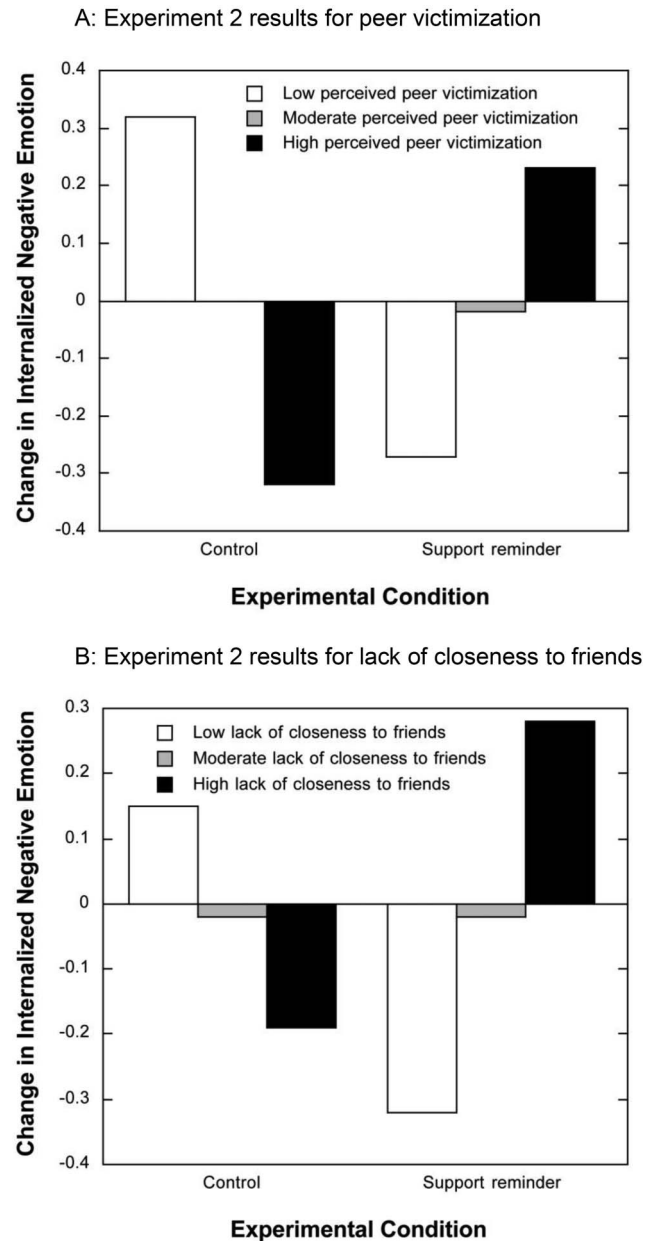 A: Experiment 2 results for peer victimization
0.4
0.3
0.2
0.1
0
-0.1
-0.2
-0.3
-0.4
Change in Internalized Negative Emotion
Low perceived peer victimization
Moderate perceived peer victimization
High perceived peer victimization
Control
Support reminder
Experimental Condition
B: Experiment 2 results for lack of closeness to friends
0.3
0.2
0.1
0
-0.1
-0.2
-0.3
-0.4
Change in Internalized Negative Emotion
Low lack of closeness to friends
Moderate lack of closeness to friends
High lack of closeness to friends
Control
Support reminder
Experimental Condition